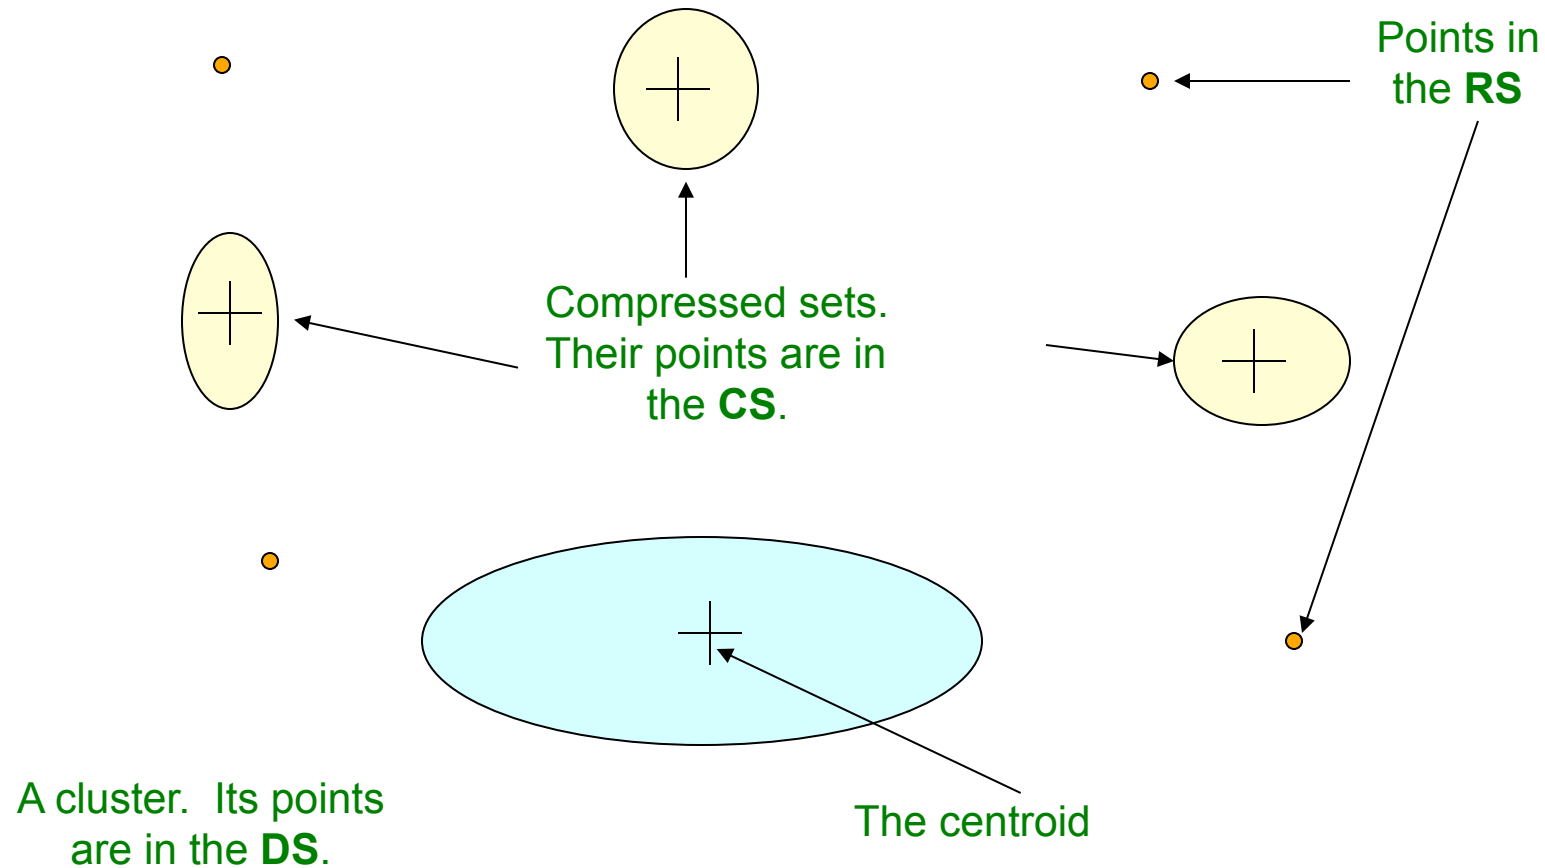 Points in
the RS
Compressed sets.
Their points are in
the CS.
A cluster.  Its points
are in the DS.
The centroid